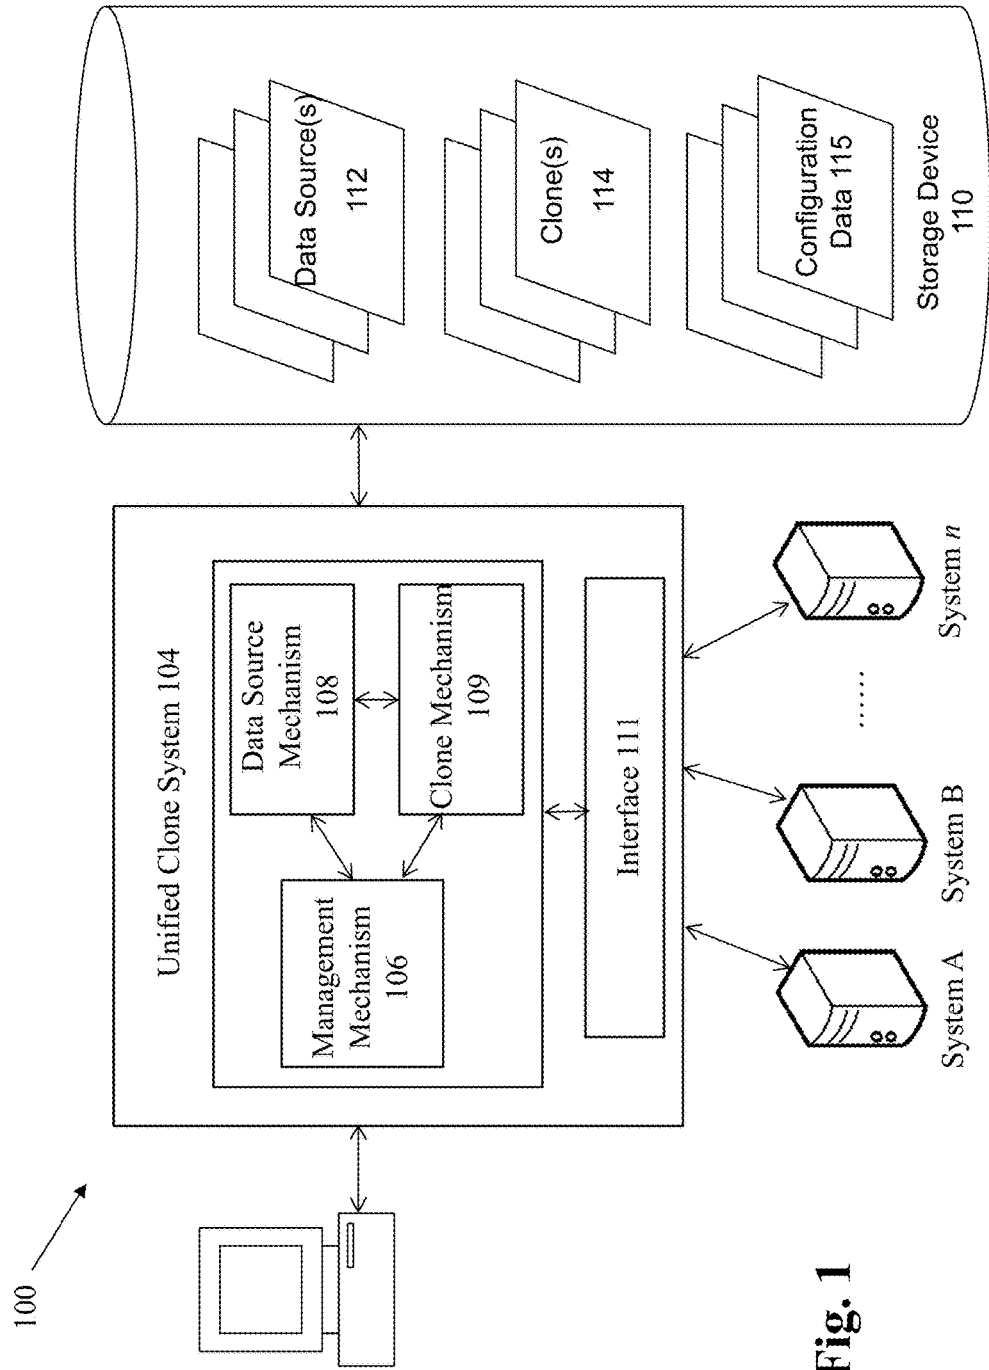 100
Unified Clone System 104
Management
Mechanism
106
Data Source
Mechanism
108
Clone Mechanism
109
Interface 111
System A
System B
......
System n
Data Source(s)
112
Clone(s)
114
Configuration
Data 115
Storage Device
110
Fig. 1